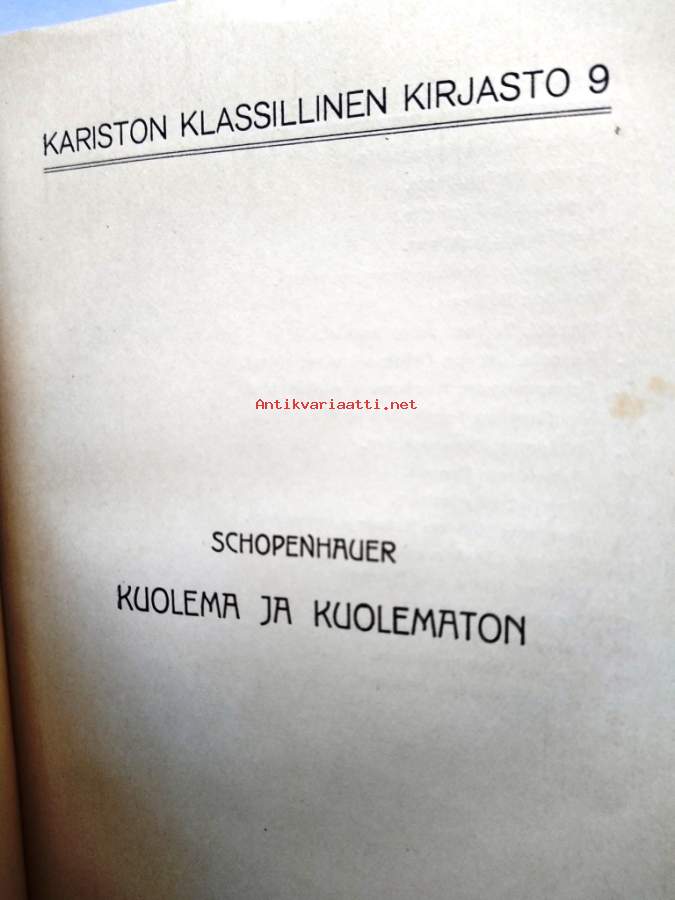 KARISTON KLASSILLINEN KIRJASTO 9
Antikvariaatti.net
SCHOPENHAUER
KUOLEMA JA KUOLEMATON